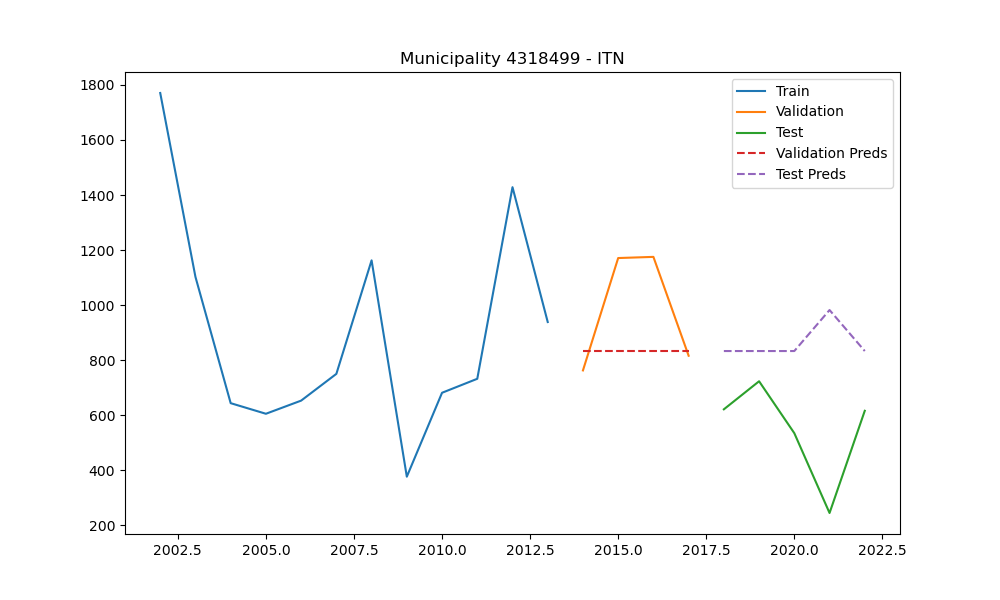 Municipality 4318499 - ITN
1800
1600
1400
1200
1000
800
600
400
200
2002.5 2005.0 2007.5 2010.0 2012.5 2015.0 2017.5 2020.0 2022.5
Train
Validation
Test
Validation Preds
Test Preds